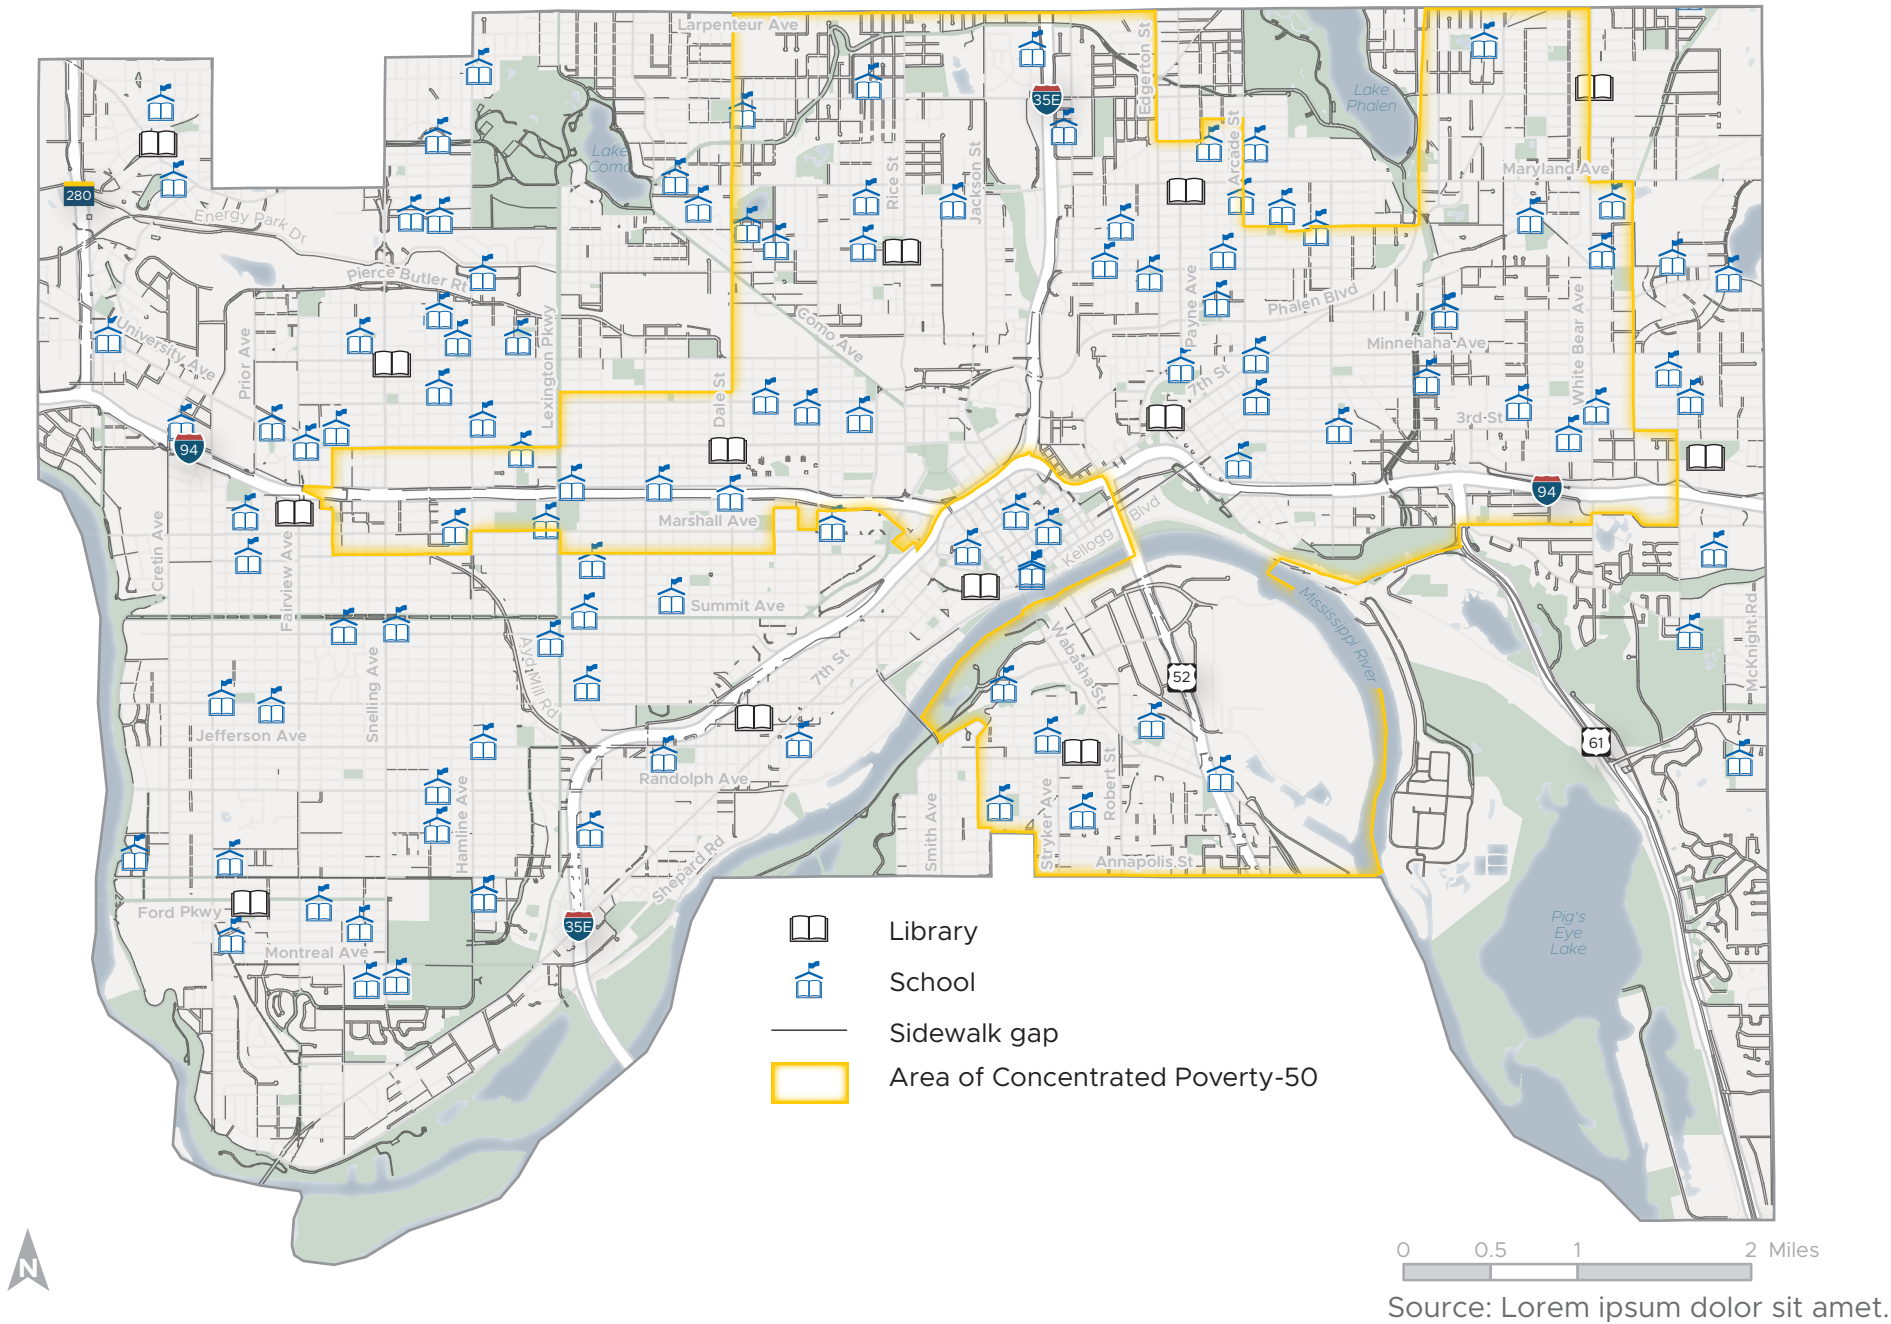 Larpenteur Ave
Edgerton St
35E
Lake
Phalen
Arcade St
Lake
Como
Rice St
Jackson St
Maryland Ave
280
Energy Park Dr
Pierce Butler Rt
University Ave
Prior Ave
Lexington Pkwy
Dale St
Como Ave
Payne Ave
Phalen Blvd
7th St
Minnehaha Ave
White Bear Ave
3rd St
94
94
Marshall Ave
Kellogg Blvd
Cretin Ave
Fairview Ave
Summit Ave
Mississippi River
McKnight Rd
Ayd Mill Rd
Wabasha St
7th St
52
61
Snelling Ave
Jefferson Ave
Randolph Ave
Hamline Ave
Smith Ave
Stryker Ave
Robert St
Annapolis St
Shepard Rd
Ford Pkwy
Montreal Ave
35E
Pig's
Eye
Lake
Library
School
Sidewalk gap
Area of Concentrated Poverty-50
N
0 0.5 1 2 Miles
Source: Lorem ipsum dolor sit amet.